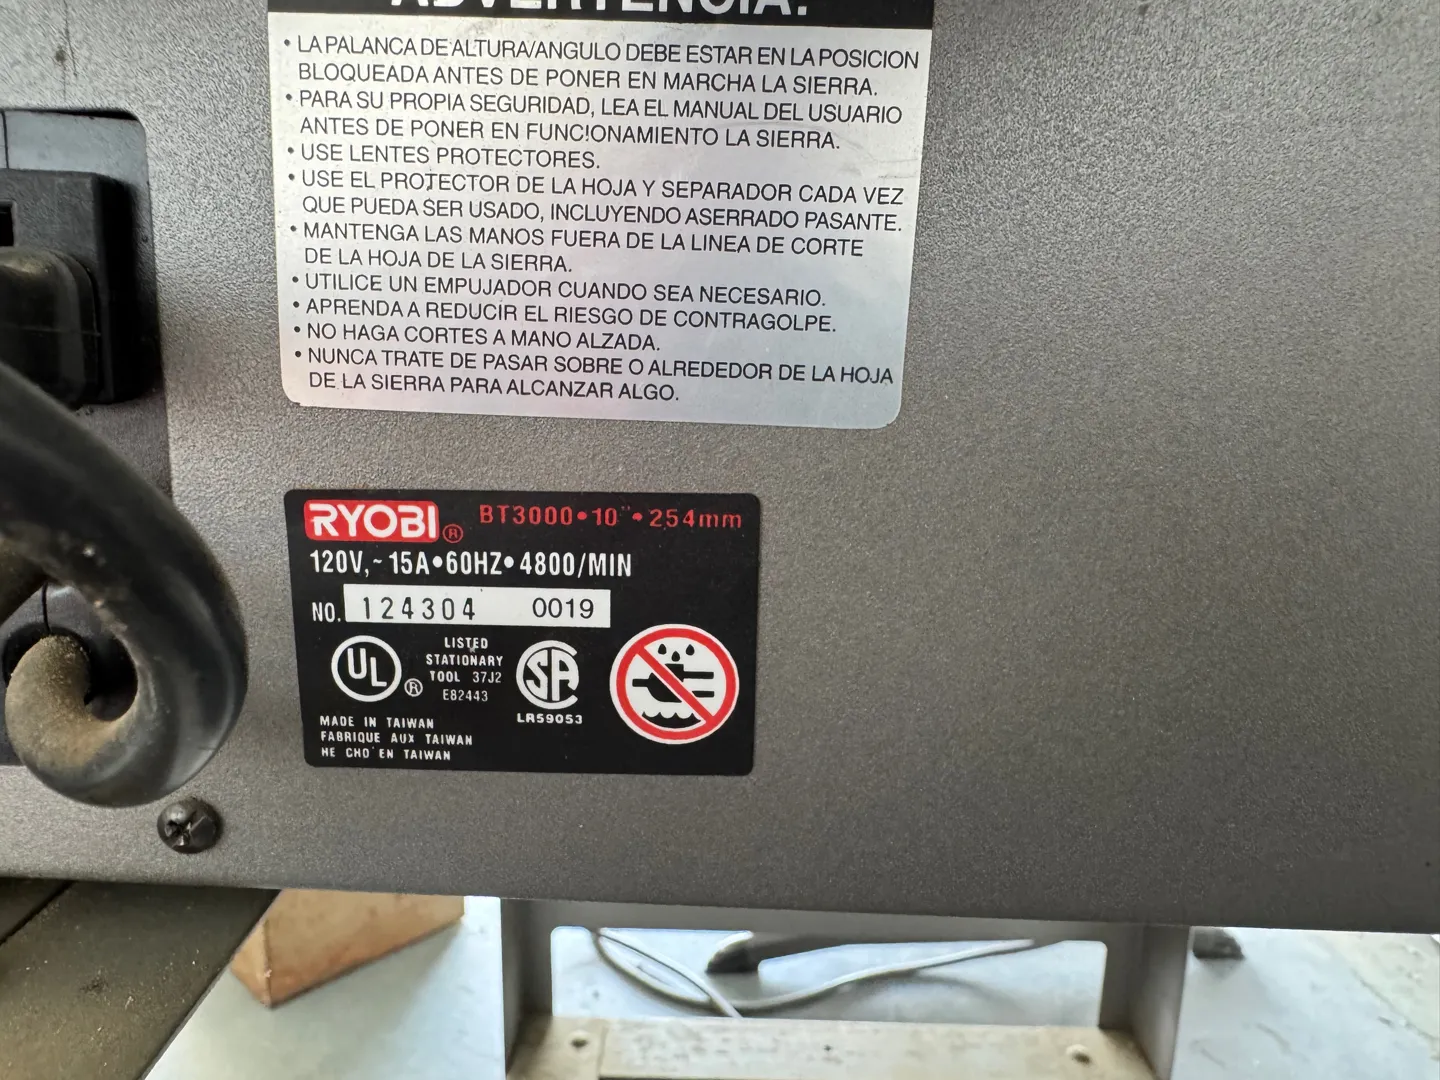 ADVERTENCIA:
• LA PALANCA DE ALTURA/ANGULO DEBE ESTAR EN LA POSICION
BLOQUEADA ANTES DE PONER EN MARCHA LA SIERRA.
• PARA SU PROPIA SEGURIDAD, LEA EL MANUAL DEL USUARIO
ANTES DE PONER EN FUNCIONAMIENTO LA SIERRA.
• USE LENTES PROTECTORES.
• USE EL PROTECTOR DE LA HOJA Y SEPARADOR CADA VEZ
QUE PUEDA SER USADO, INCLUYENDO ASERRADO PASANTE.
• MANTENGA LAS MANOS FUERA DE LA LINEA DE CORTE
DE LA HOJA DE LA SIERRA.
• UTILICE UN EMPUJADOR CUANDO SEA NECESARIO.
• APRENDA A REDUCIR EL RIESGO DE CONTRAGOLPE.
• NO HAGA CORTES A MANO ALZADA.
• NUNCA TRATE DE PASAR SOBRE O ALREDEDOR DE LA HOJA
DE LA SIERRA PARA ALCANZAR ALGO.
RYOBI® BT3000•10"•254mm
120V,~15A•60HZ•4800/MIN
NO. 124304 0019
UL®
LISTED
STATIONARY
TOOL 37J2
E82443
SA
LR59053
MADE IN TAIWAN
FABRIQUE AUX TAIWAN
HE CHO EN TAIWAN